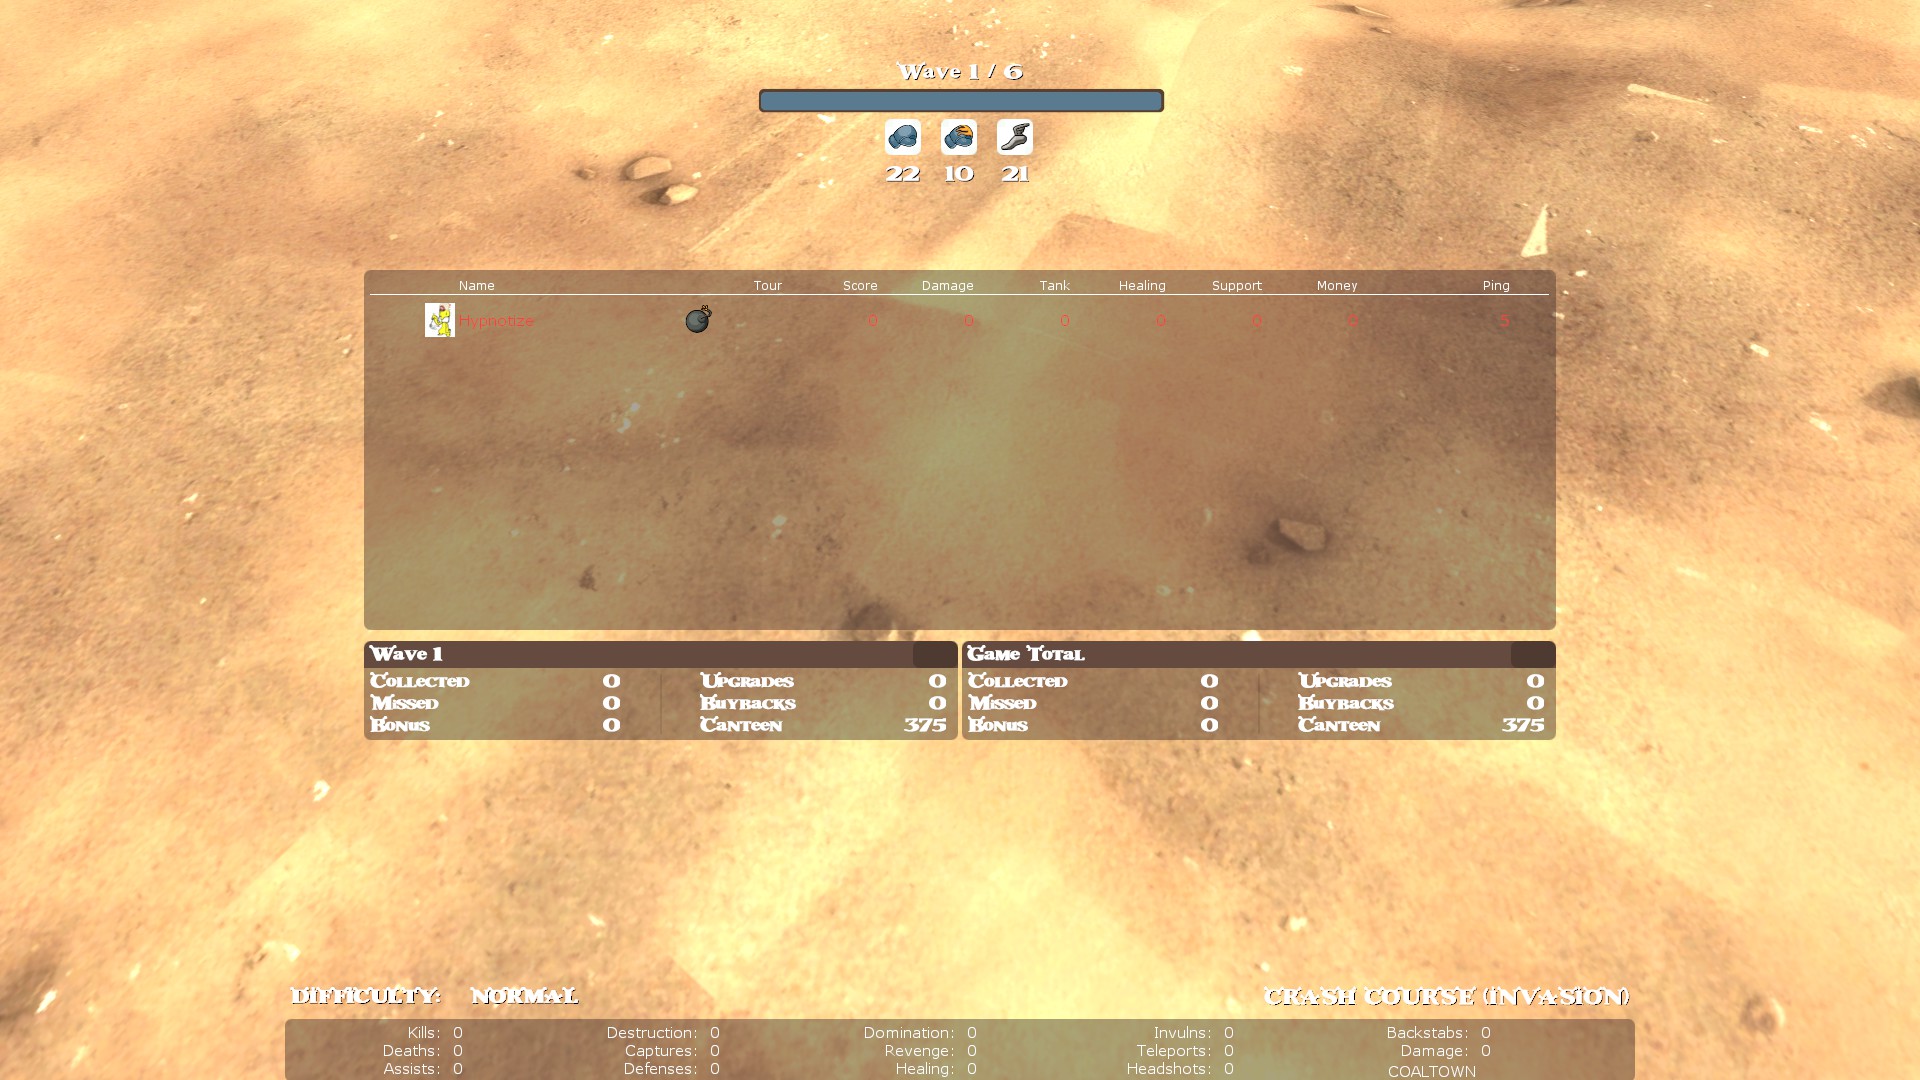 Wave 1 / 6
22 10 21
Name Tour Score Damage Tank Healing Support Money Ping
Hypnotize 0 0 0 0 0 0 5
Wave 1
Collected 0 Upgrades 0
Missed 0 Buybacks 0
Bonus 0 Canteen 375
Game Total
Collected 0 Upgrades 0
Missed 0 Buybacks 0
Bonus 0 Canteen 375
DIFFICULTY: NORMAL
CRASH COURSE (INVASION)
Kills: 0 Destruction: 0 Domination: 0 Invulns: 0 Backstabs: 0
Deaths: 0 Captures: 0 Revenge: 0 Teleports: 0 Damage: 0
Assists: 0 Defenses: 0 Healing: 0 Headshots: 0 COALTOWN